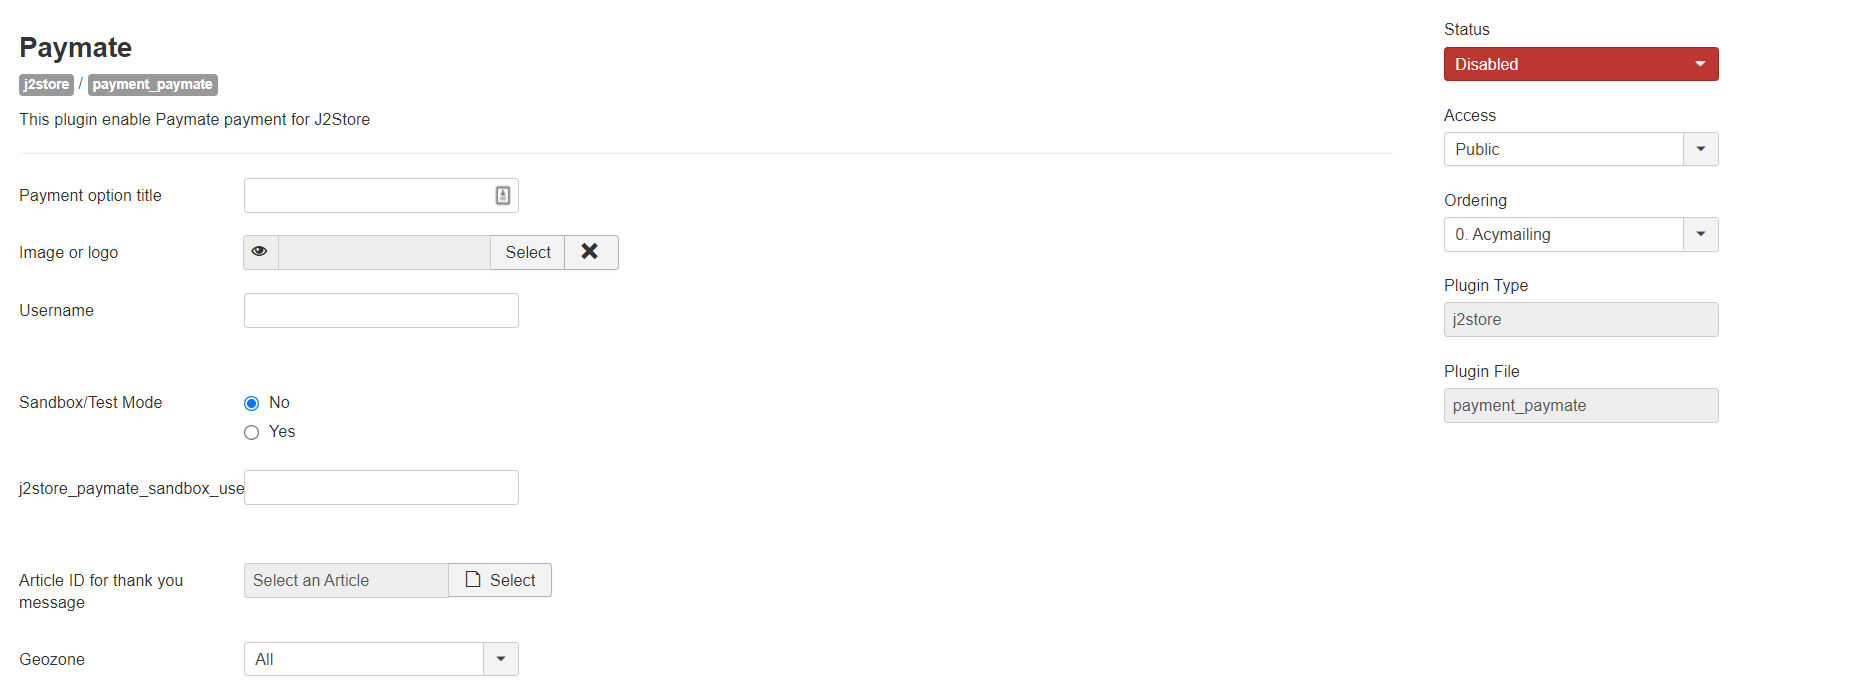 Paymate
j2store / payment_paymate
This plugin enable Paymate payment for J2Store
Payment option title
Image or logo
Select
Username
Sandbox/Test Mode
No
Yes
j2store_paymate_sandbox_use
Article ID for thank you
message
Select an Article
Select
Geozone
All
Status
Disabled
Access
Public
Ordering
0. Acymailing
Plugin Type
j2store
Plugin File
payment_paymate